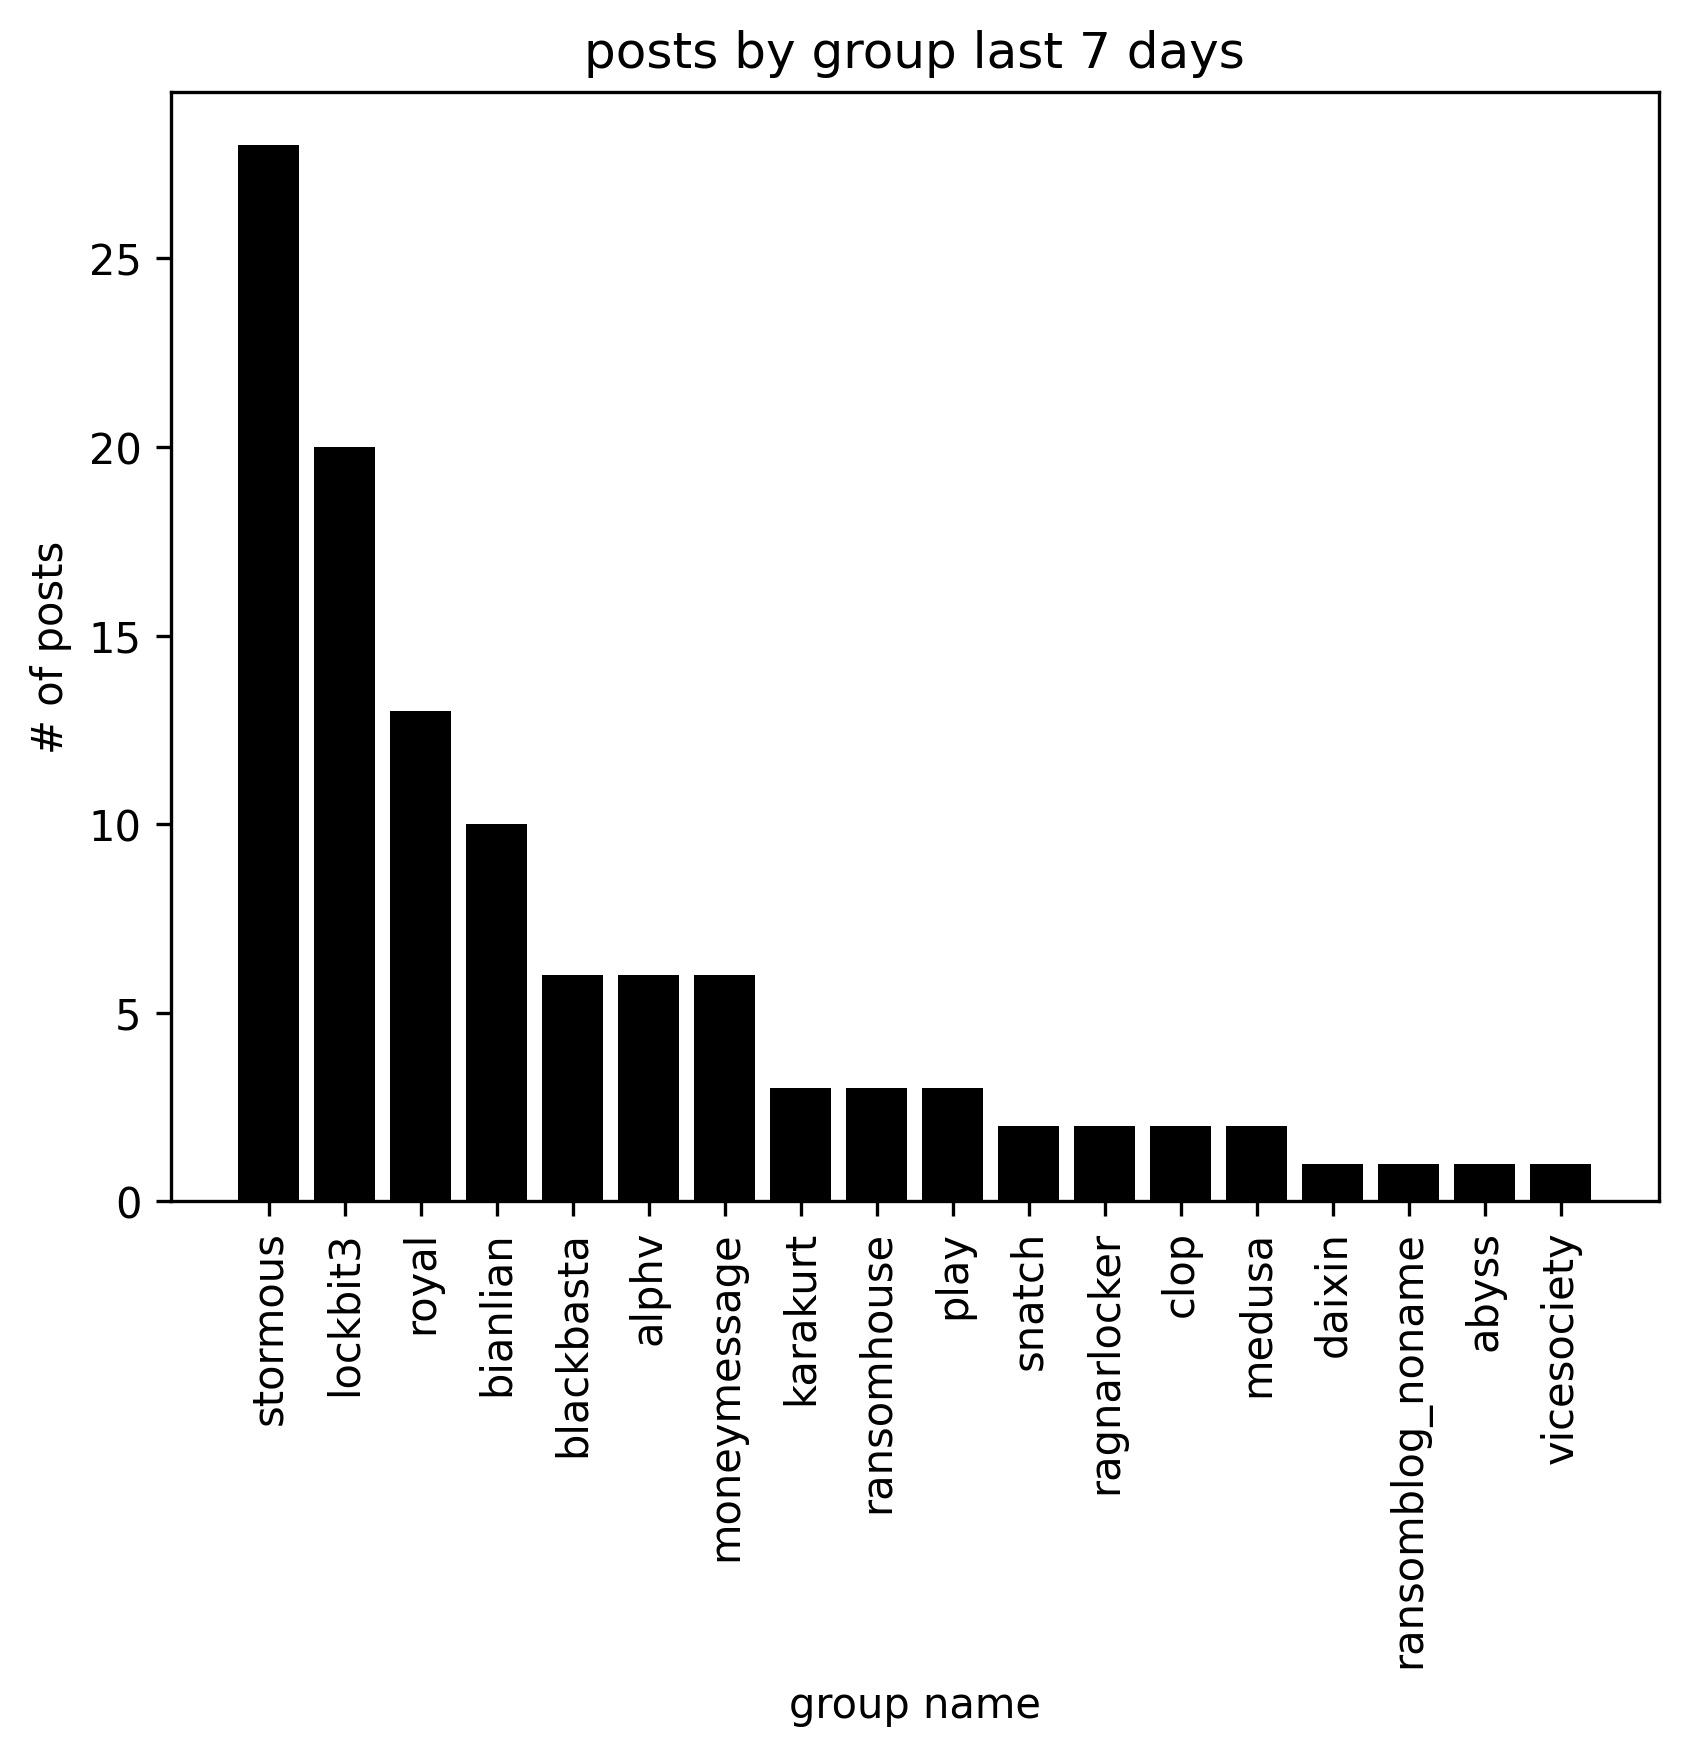 posts by group last 7 days
# of posts
25
20
15
10
5
0
stormous
lockbit3
royal
bianlian
blackbasta
alphv
moneymessage
karakurt
ransomhouse
play
snatch
ragnarlocker
clop
medusa
daixin
ransomblog_noname
abyss
vicesociety
group name